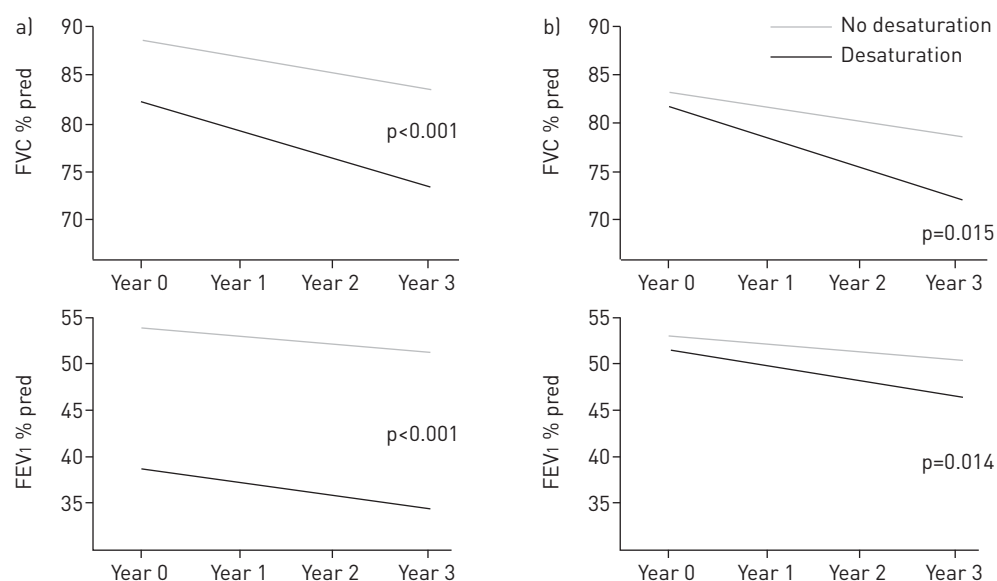 a)
90
85
80
75
70
FVC % pred
p<0.001
Year 0 Year 1 Year 2 Year 3
b)
No desaturation
Desaturation
90
85
80
75
70
FVC % pred
p=0.015
Year 0 Year 1 Year 2 Year 3
55
50
45
40
35
FEV1 % pred
p<0.001
Year 0 Year 1 Year 2 Year 3
55
50
45
40
35
FEV1 % pred
p=0.014
Year 0 Year 1 Year 2 Year 3